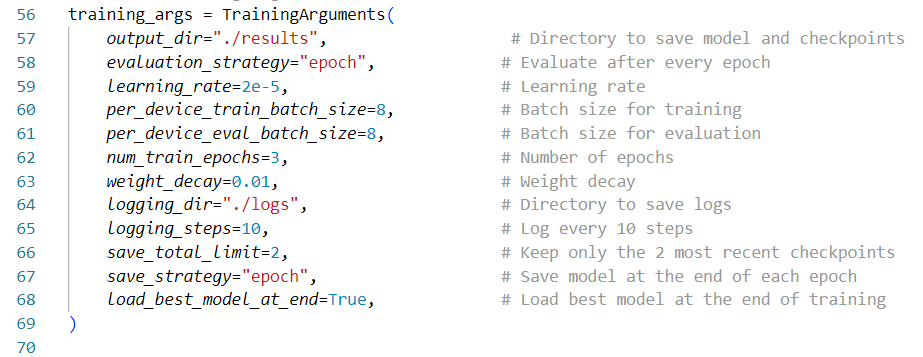 56 training_args = TrainingArguments(
57 output_dir="./results", # Directory to save model and checkpoints
58 evaluation_strategy="epoch", # Evaluate after every epoch
59 learning_rate=2e-5, # Learning rate
60 per_device_train_batch_size=8, # Batch size for training
61 per_device_eval_batch_size=8, # Batch size for evaluation
62 num_train_epochs=3, # Number of epochs
63 weight_decay=0.01, # Weight decay
64 logging_dir="./logs", # Directory to save logs
65 logging_steps=10, # Log every 10 steps
66 save_total_limit=2, # Keep only the 2 most recent checkpoints
67 save_strategy="epoch", # Save model at the end of each epoch
68 load_best_model_at_end=True, # Load best model at the end of training
69 )
70